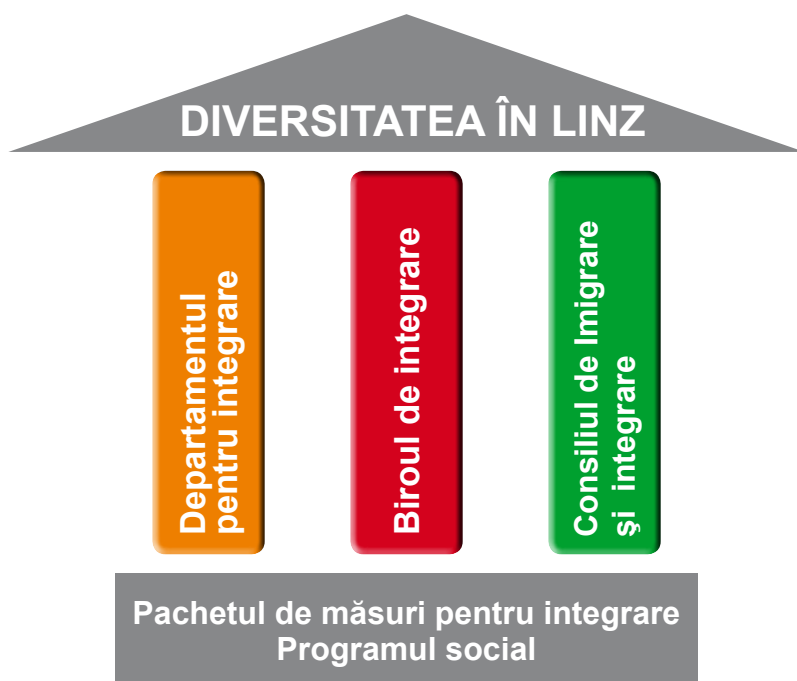 DIVERSITATEA ÎN LINZ
Departamentul
pentru integrare
Biroul de integrare
Consiliul de Imigrare
şi integrare
Pachetul de măsuri pentru integrare
Programul social